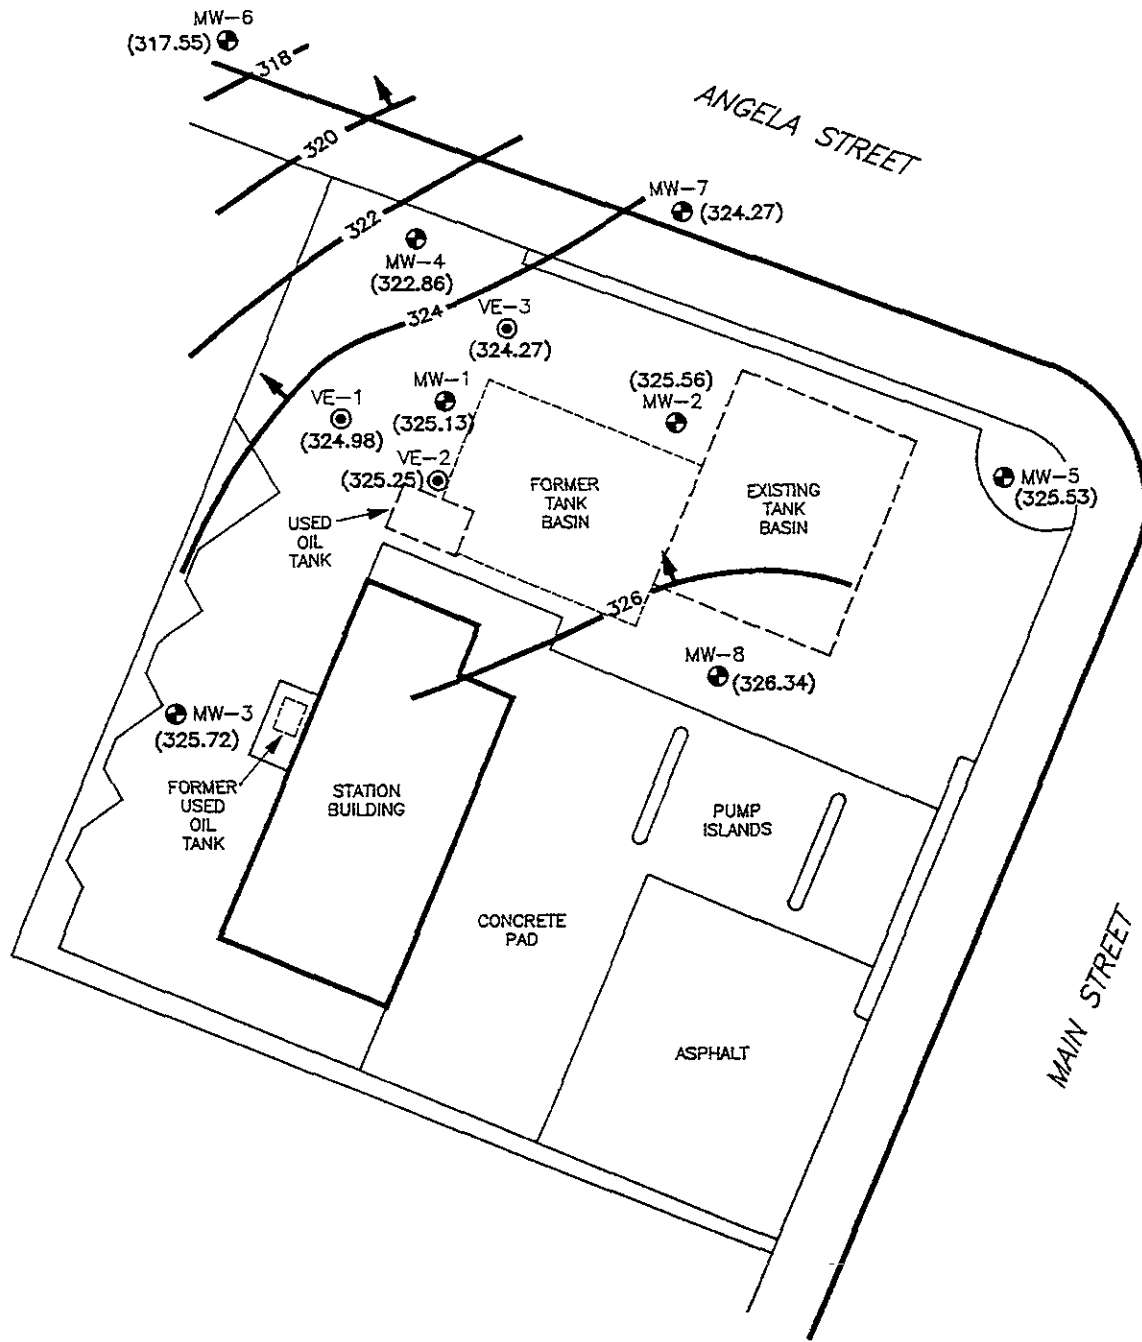 MW-6
(317.55)
318
ANGELA STREET
320
MW-7
(324.27)
322
MW-4
(322.86)
324
VE-3
(324.27)
(325.56)
MW-2
MW-1
(325.13)
VE-1
(324.98)
VE-2
(325.25)
MW-5
(325.53)
FORMER
TANK
BASIN
EXISTING
TANK
BASIN
USED
OIL
TANK
326
MW-8
(326.34)
MW-3
(325.72)
FORMER
USED
OIL
TANK
STATION
BUILDING
PUMP
ISLANDS
CONCRETE
PAD
MAIN STREET
ASPHALT